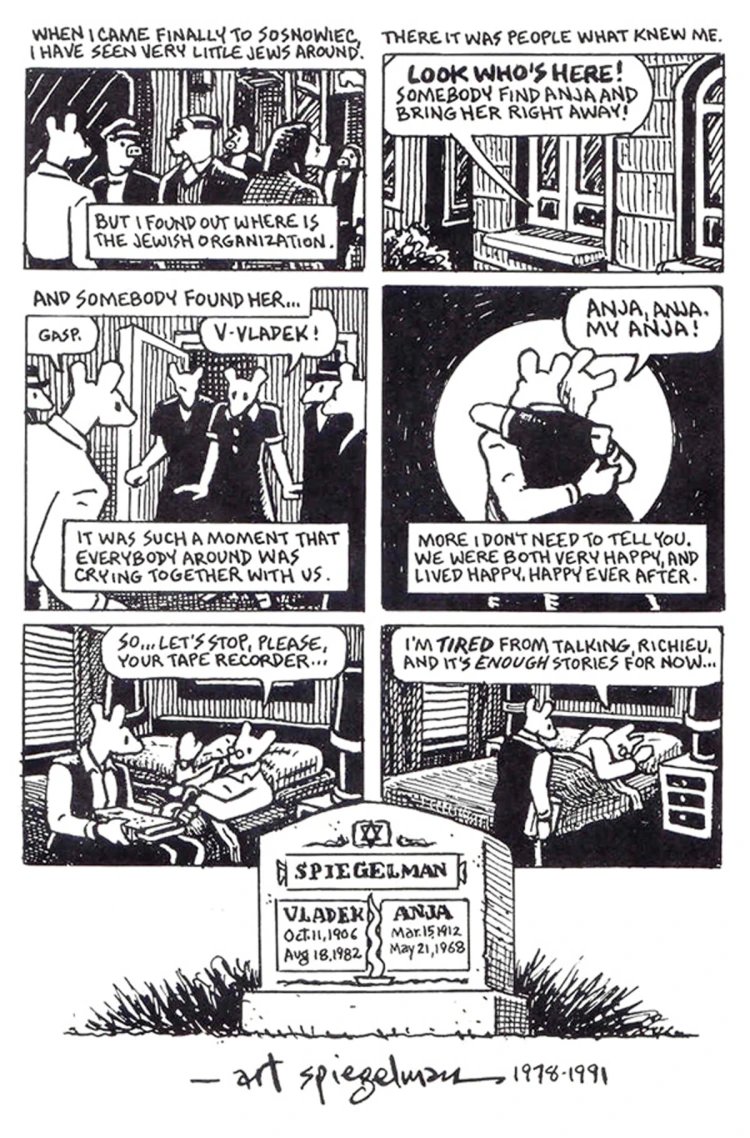 WHEN I CAME FINALLY TO SOSNOWIEC,
I HAVE SEEN VERY LITTLE JEWS AROUND.
BUT I FOUND OUT WHERE IS
THE JEWISH ORGANIZATION.
THERE IT WAS PEOPLE WHAT KNEW ME.
LOOK WHO'S HERE!
SOMEBODY FIND ANJA AND
BRING HER RIGHT AWAY!
AND SOMEBODY FOUND HER...
GASP.
V-VLADEK!
IT WAS SUCH A MOMENT THAT
EVERYBODY AROUND WAS
CRYING TOGETHER WITH US.
ANJA, ANJA.
MY ANJA!
MORE I DON'T NEED TO TELL YOU.
WE WERE BOTH VERY HAPPY, AND
LIVED HAPPY, HAPPY EVER AFTER.
SO... LET'S STOP, PLEASE,
YOUR TAPE RECORDER...
I'M TIRED FROM TALKING, RICHIEU,
AND IT'S ENOUGH STORIES FOR NOW...
SPIEGELMAN
VLADEK
Oct.11,1906
Aug 18,1982
ANJA
Mar.15,1912
May 21,1968
— art spiegelman 1978-1991